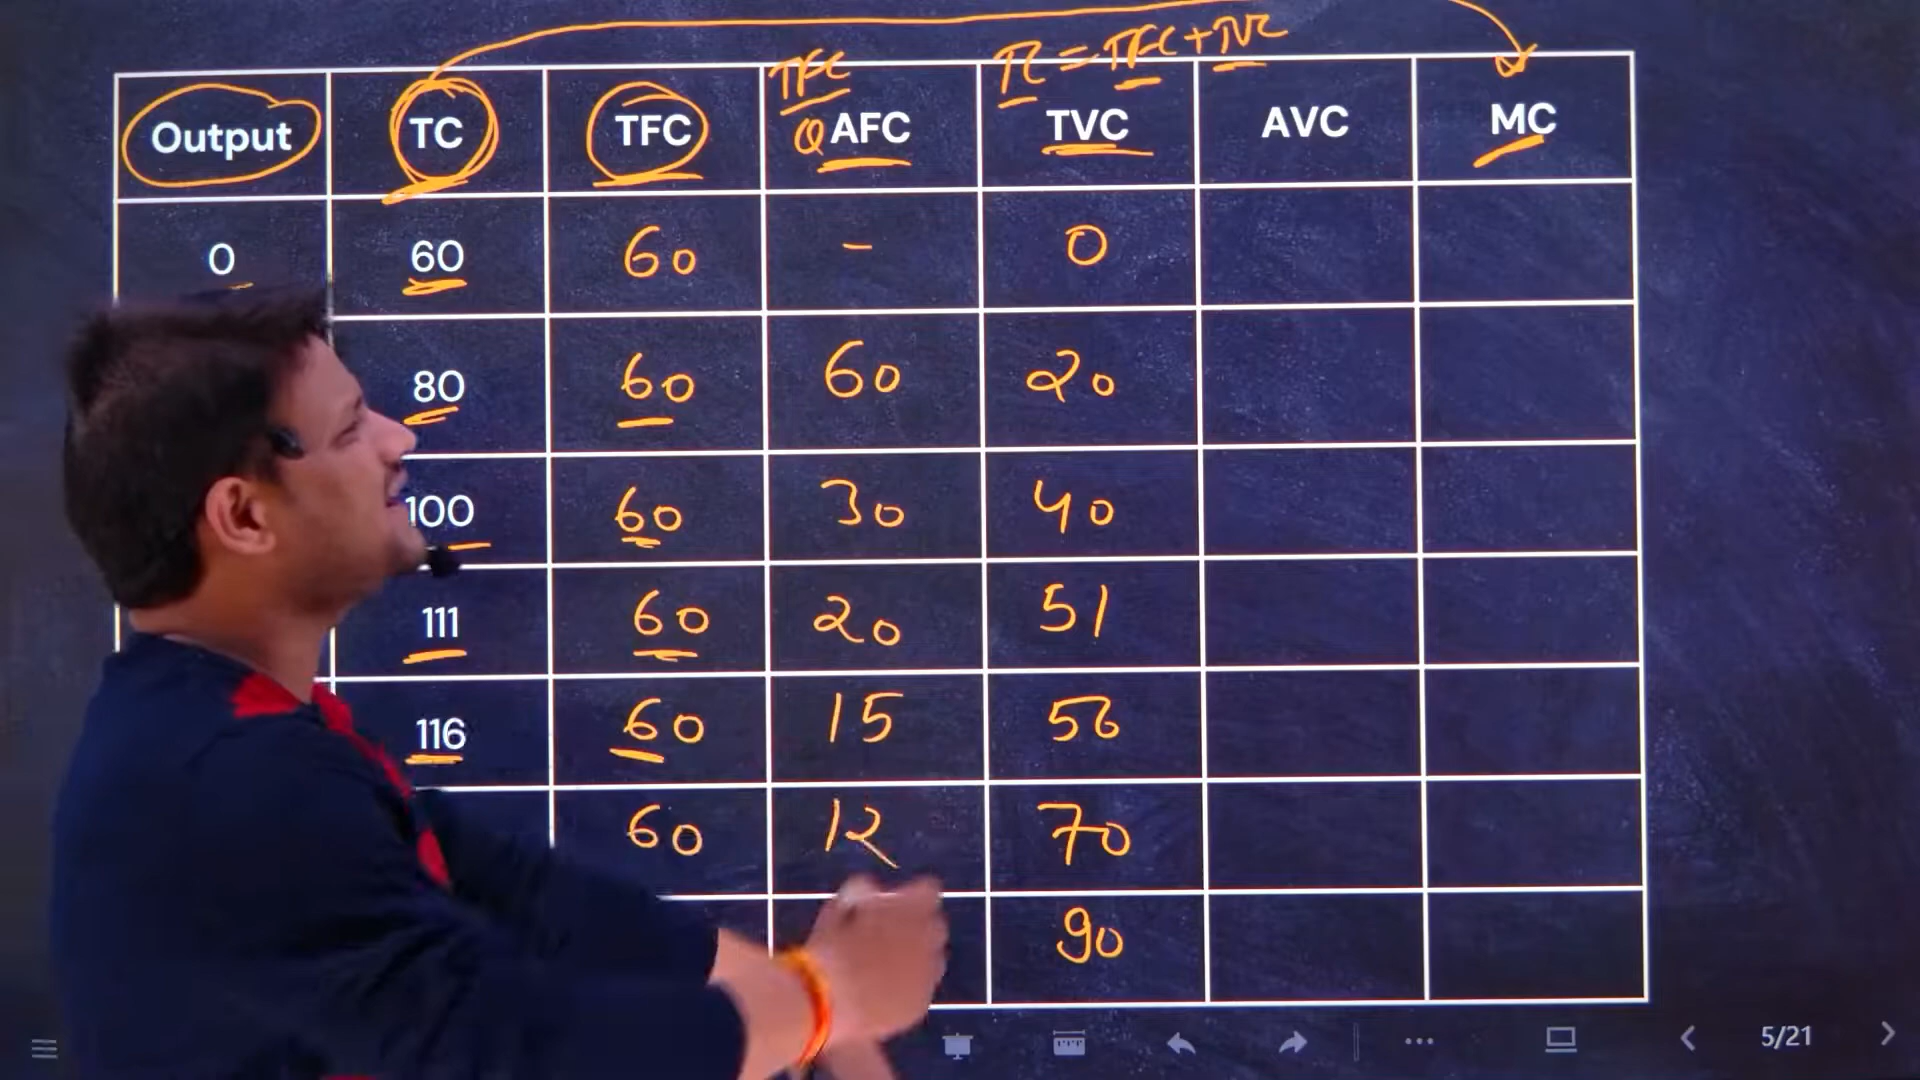 TC = TFC + TVC
TFC
Output TC TFC Q AFC TVC AVC MC
0 60 60 - 0
80 60 60 20
100 60 30 40
111 60 20 51
116 60 15 56
60 12 70
90
5/21